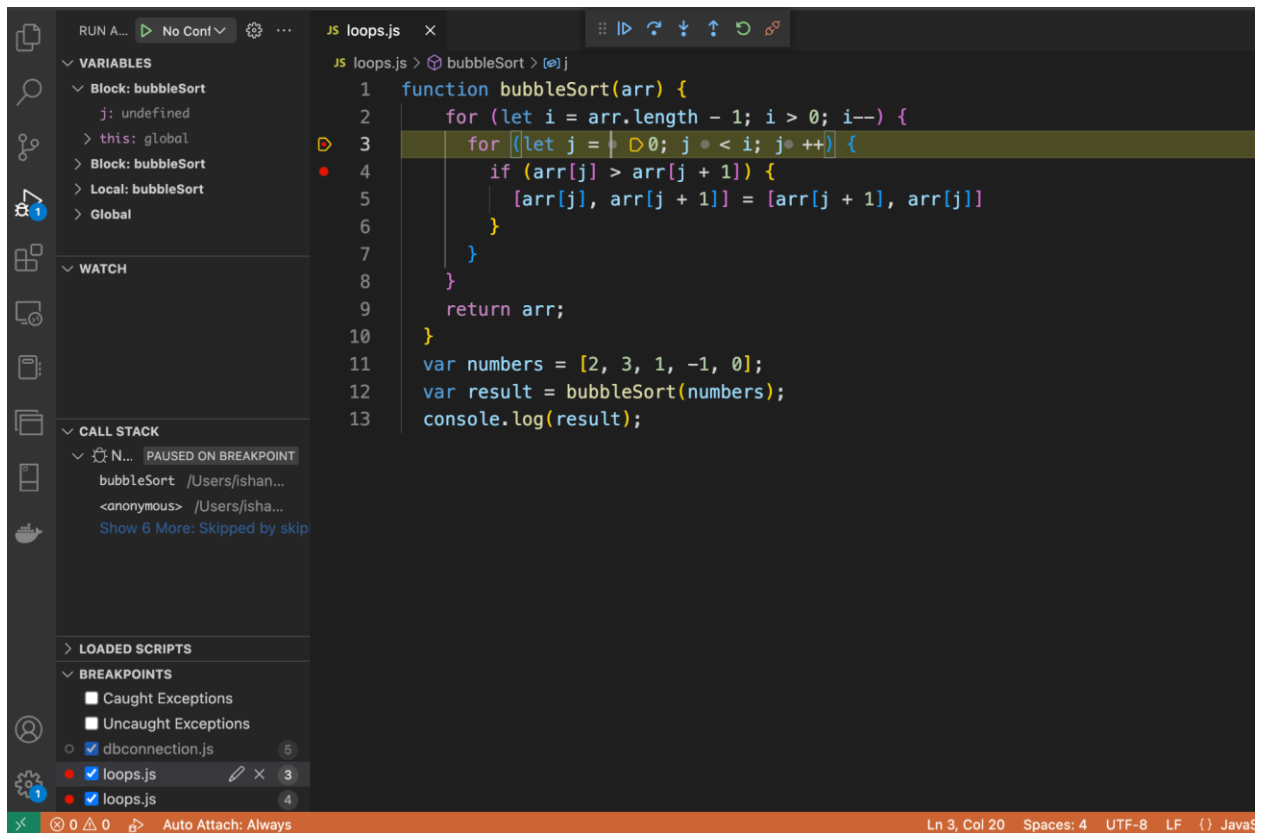 RUN A... No Conf
JS loops.js
JS loops.js > bubbleSort > j
VARIABLES
Block: bubbleSort
j: undefined
this: global
Block: bubbleSort
Local: bubbleSort
Global
WATCH
CALL STACK
N... PAUSED ON BREAKPOINT
bubbleSort /Users/ishan...
<anonymous> /Users/isha...
Show 6 More: Skipped by skip
LOADED SCRIPTS
BREAKPOINTS
Caught Exceptions
Uncaught Exceptions
dbconnection.js 5
loops.js 3
loops.js 4
1
1
1 function bubbleSort(arr) {
2 for (let i = arr.length - 1; i > 0; i--) {
3 for (let j = 0; j < i; j ++) {
4 if (arr[j] > arr[j + 1]) {
5 [arr[j], arr[j + 1]] = [arr[j + 1], arr[j]]
6 }
7 }
8 }
9 return arr;
10 }
11 var numbers = [2, 3, 1, -1, 0];
12 var result = bubbleSort(numbers);
13 console.log(result);
0 0 Auto Attach: Always Ln 3, Col 20 Spaces: 4 UTF-8 LF {} JavaS